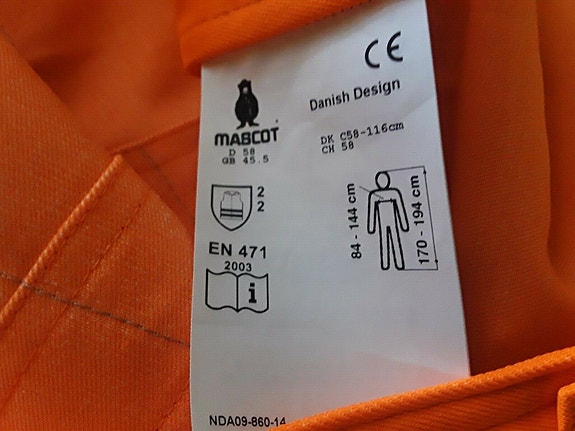 CE
Danish Design
MABCOT
D 58
GB 45.5
DK C58-116cm
CH 58
2
2
EN 471
2003
i
84 - 144 cm
170 - 194 cm
NDA09-860-14